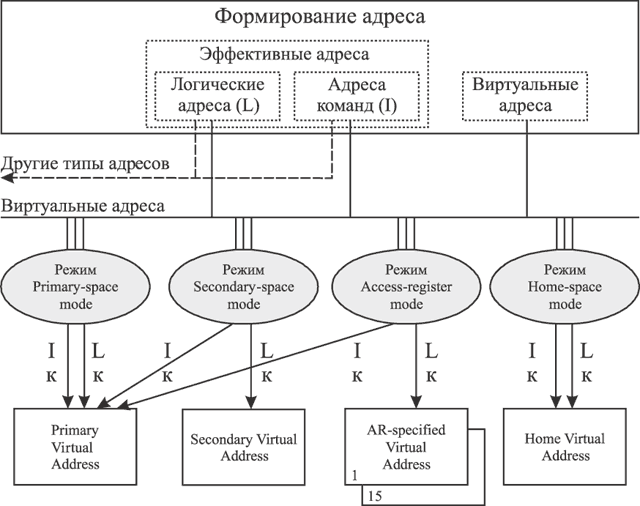 Формирование адреса
Эффективные адреса
Логические
адреса (L)
Адреса
команд (I)
Виртуальные
адреса
Другие типы адресов
Виртуальные адреса
Режим
Primary-space
mode
Режим
Secondary-space
mode
Режим
Access-register
mode
Режим
Home-space
mode
I
к
L
к
I
к
L
к
I
к
L
к
I
к
L
к
Primary
Virtual
Address
Secondary Virtual
Address
AR-specified
Virtual
Address
1
15
Home Virtual
Address